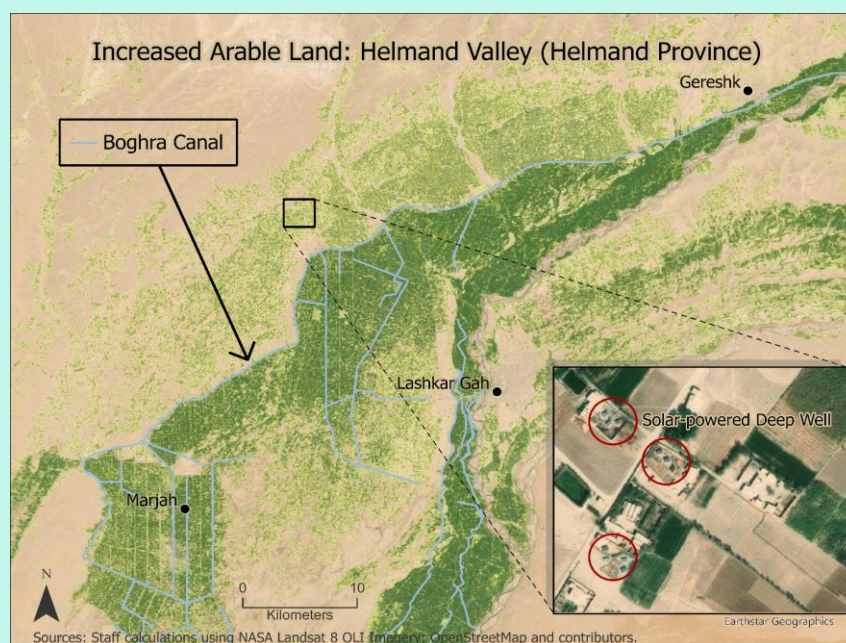 Increased Arable Land: Helmand Valley (Helmand Province)
Gereshk
Boghra Canal
Lashkar Gah
Solar-powered Deep Well
Marjah
N
0 10
Kilometers
Earthstar Geographics
Sources: Staff calculations using NASA Landsat 8 OLI Imagery; OpenStreetMap and contributors.